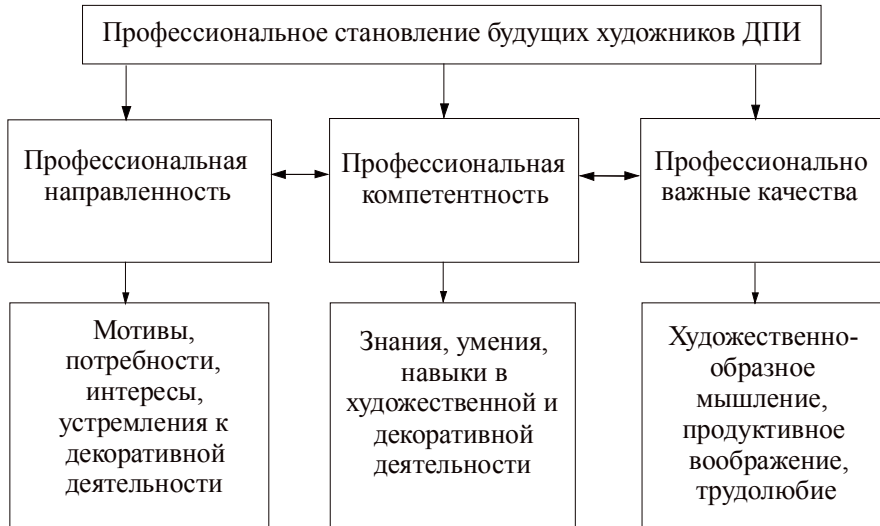 Профессиональное становление будущих художников ДПИ
Профессиональная
направленность
Профессиональная
компетентность
Профессионально
важные качества
Мотивы,
потребности,
интересы,
устремления к
декоративной
деятельности
Знания, умения,
навыки в
художественной и
декоративной
деятельности
Художественно-
образное
мышление,
продуктивное
воображение,
трудолюбие